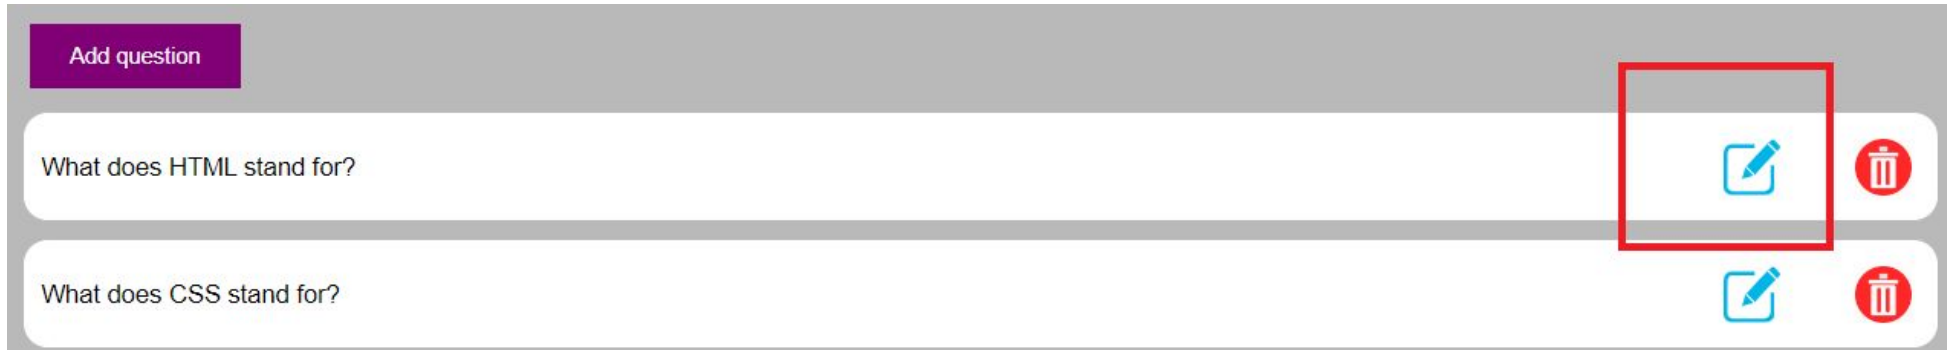 Add question
What does HTML stand for?
What does CSS stand for?